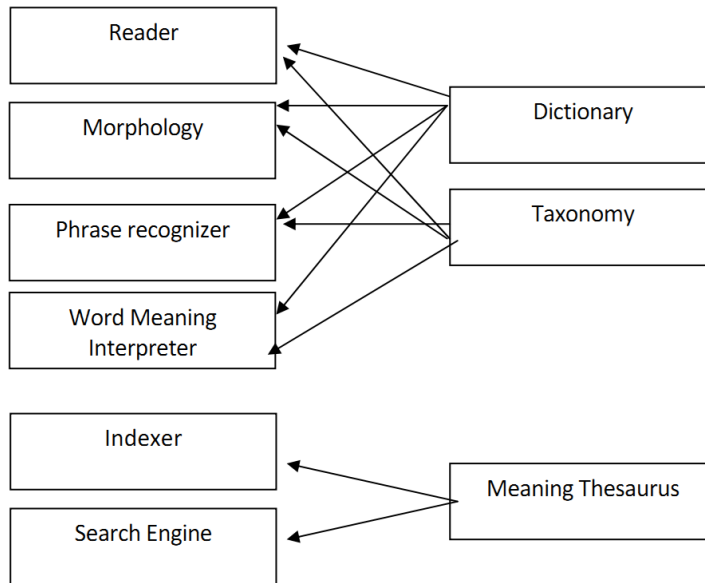 Reader
Morphology
Phrase recognizer
Word Meaning
Interpreter
Indexer
Search Engine
Dictionary
Taxonomy
Meaning Thesaurus